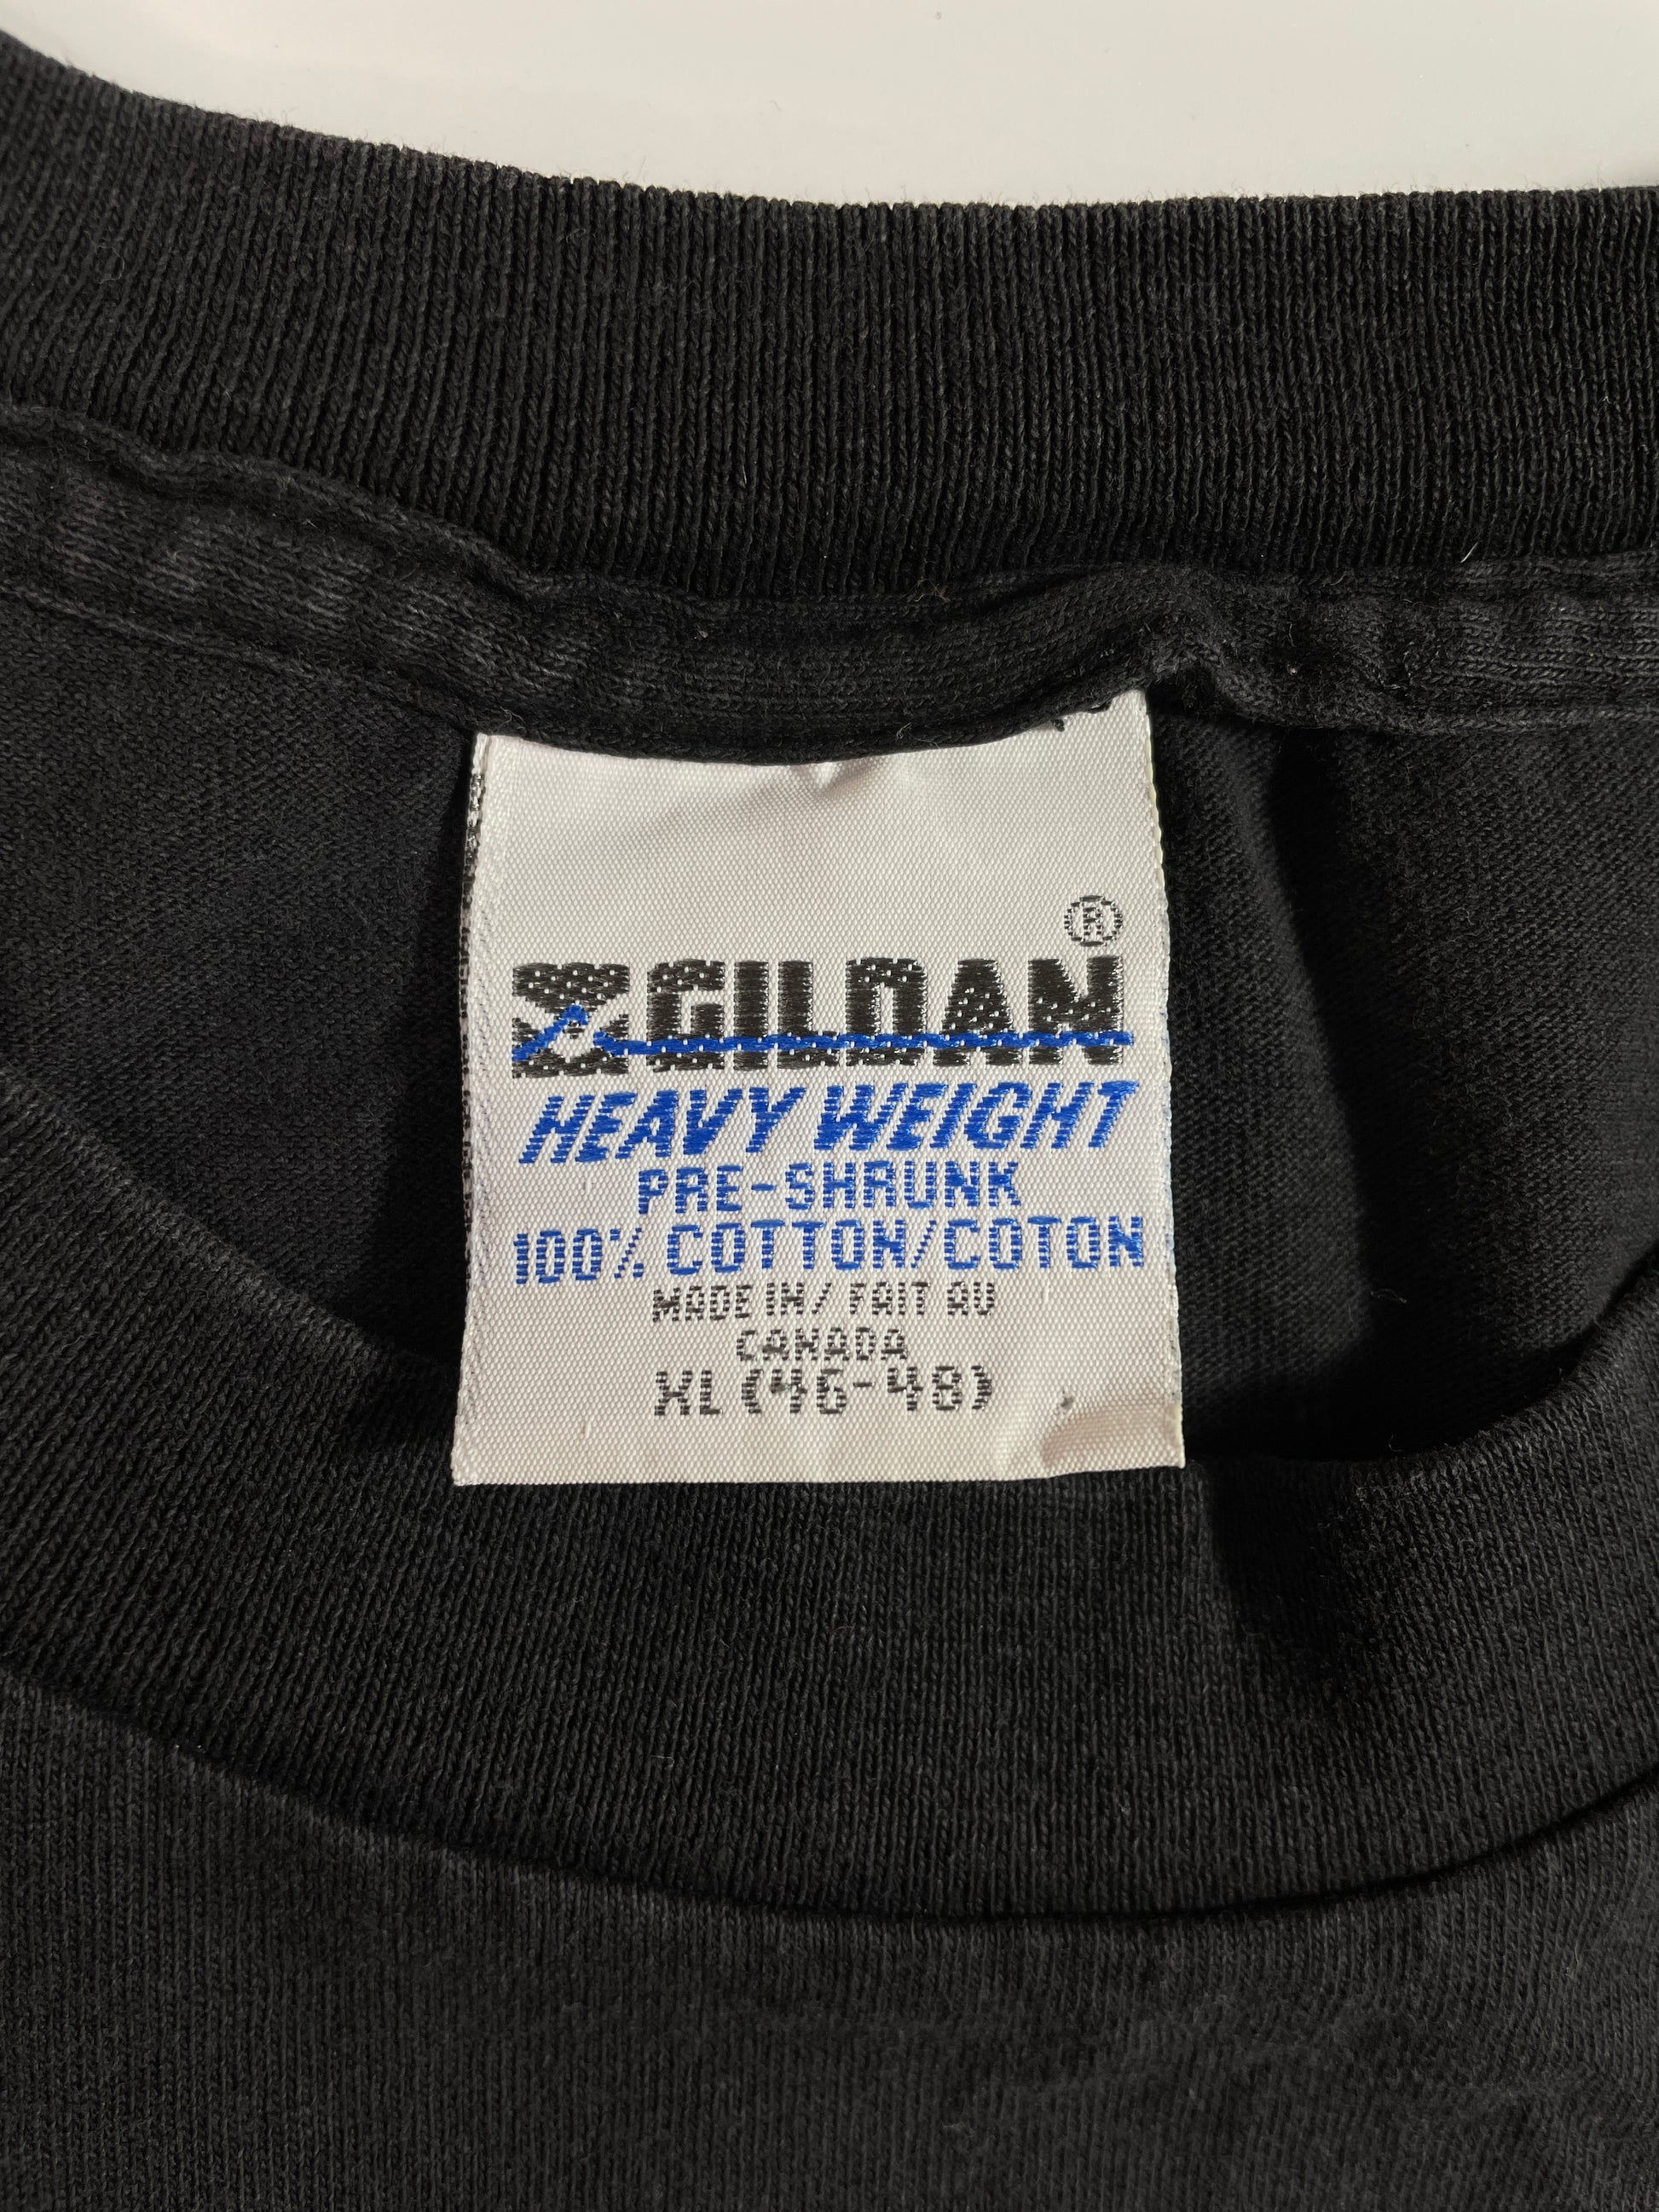 ®
GILDAN
HEAVY WEIGHT
PRE-SHRUNK
100% COTTON/COTON
MADE IN / FAIT AU
CANADA
XL (46-48)